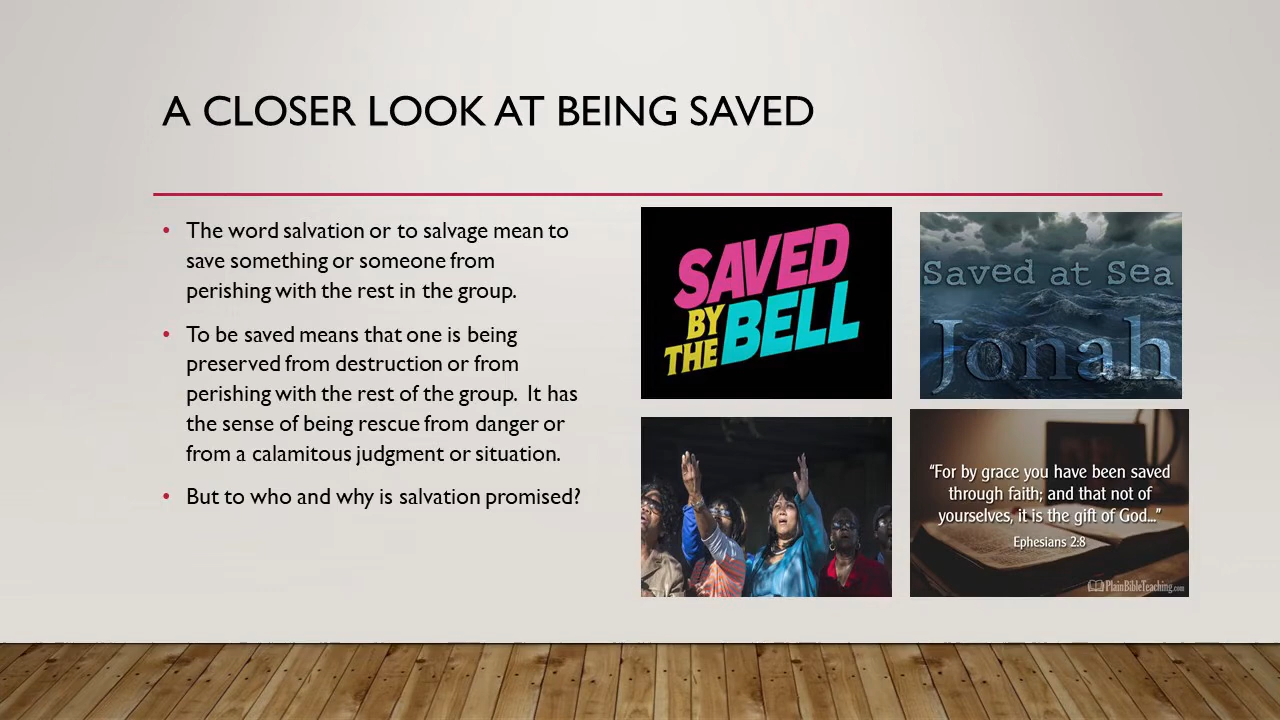 A CLOSER LOOK AT BEING SAVED
• The word salvation or to salvage mean to
save something or someone from
perishing with the rest in the group.
• To be saved means that one is being
preserved from destruction or from
perishing with the rest of the group.  It has
the sense of being rescue from danger or
from a calamitous judgment or situation.
• But to who and why is salvation promised?
SAVED
BY
THE BELL
Saved at Sea
Jonah
“For by grace you have been saved
through faith; and that not of
yourselves, it is the gift of God...”
Ephesians 2:8
PlainBibleTeaching.com